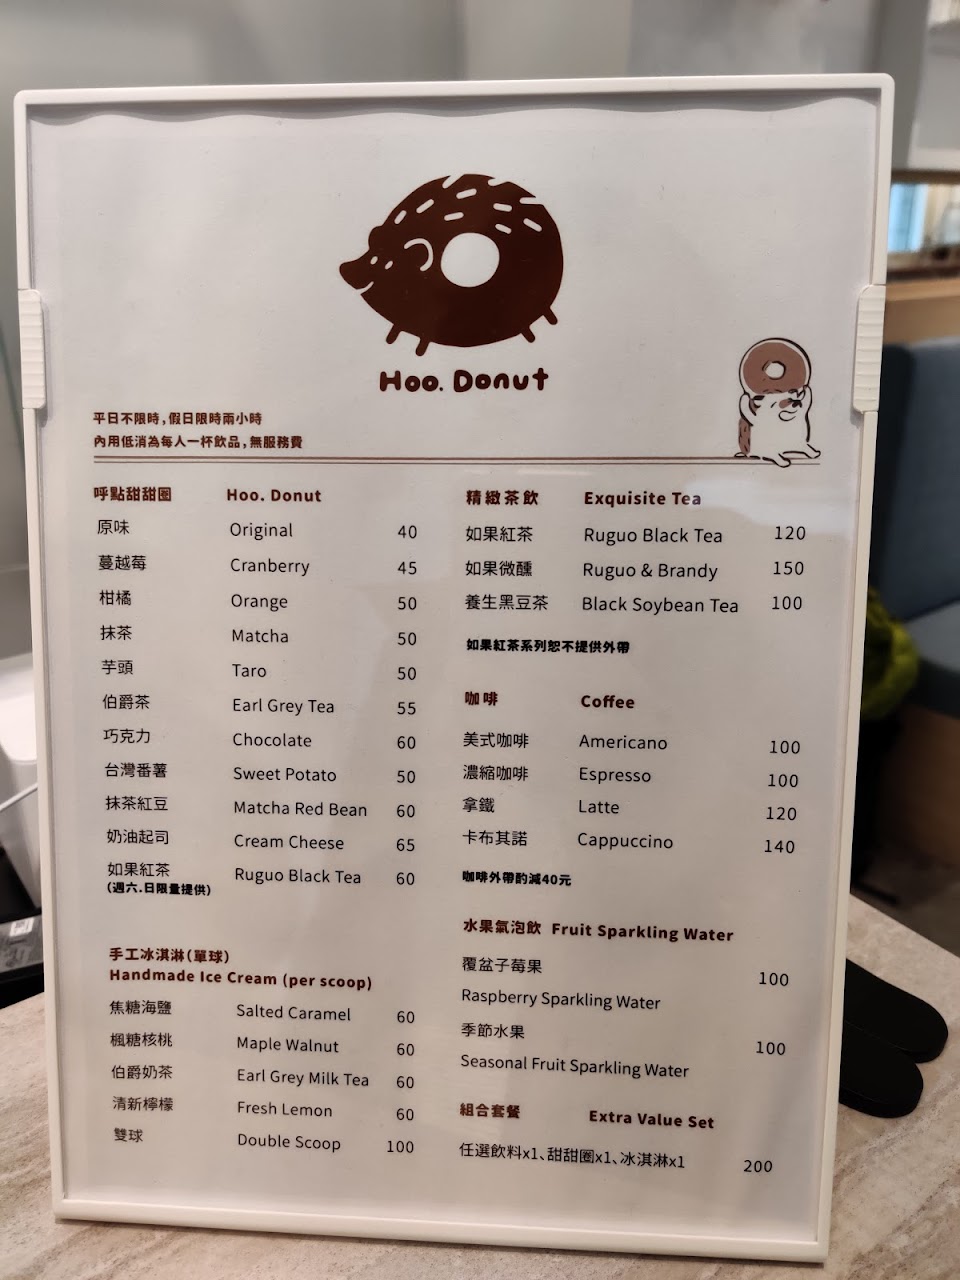 Hoo. Donut
平日不限時,假日限時兩小時
內用低消為每人一杯飲品,無服務費
呼點甜甜圈 Hoo. Donut
原味 Original 40
蔓越莓 Cranberry 45
柑橘 Orange 50
抹茶 Matcha 50
芋頭 Taro 50
伯爵茶 Earl Grey Tea 55
巧克力 Chocolate 60
台灣番薯 Sweet Potato 50
抹茶紅豆 Matcha Red Bean 60
奶油起司 Cream Cheese 65
如果紅茶 Ruguo Black Tea 60
(週六.日限量提供)
手工冰淇淋(單球)
Handmade Ice Cream (per scoop)
焦糖海鹽 Salted Caramel 60
楓糖核桃 Maple Walnut 60
伯爵奶茶 Earl Grey Milk Tea 60
清新檸檬 Fresh Lemon 60
雙球 Double Scoop 100
精緻茶飲 Exquisite Tea
如果紅茶 Ruguo Black Tea 120
如果微醺 Ruguo & Brandy 150
養生黑豆茶 Black Soybean Tea 100
如果紅茶系列恕不提供外帶
咖啡 Coffee
美式咖啡 Americano 100
濃縮咖啡 Espresso 100
拿鐵 Latte 120
卡布其諾 Cappuccino 140
咖啡外帶酌減40元
水果氣泡飲 Fruit Sparkling Water
覆盆子莓果 100
Raspberry Sparkling Water
季節水果 100
Seasonal Fruit Sparkling Water
組合套餐 Extra Value Set
任選飲料x1、甜甜圈x1、冰淇淋x1 200